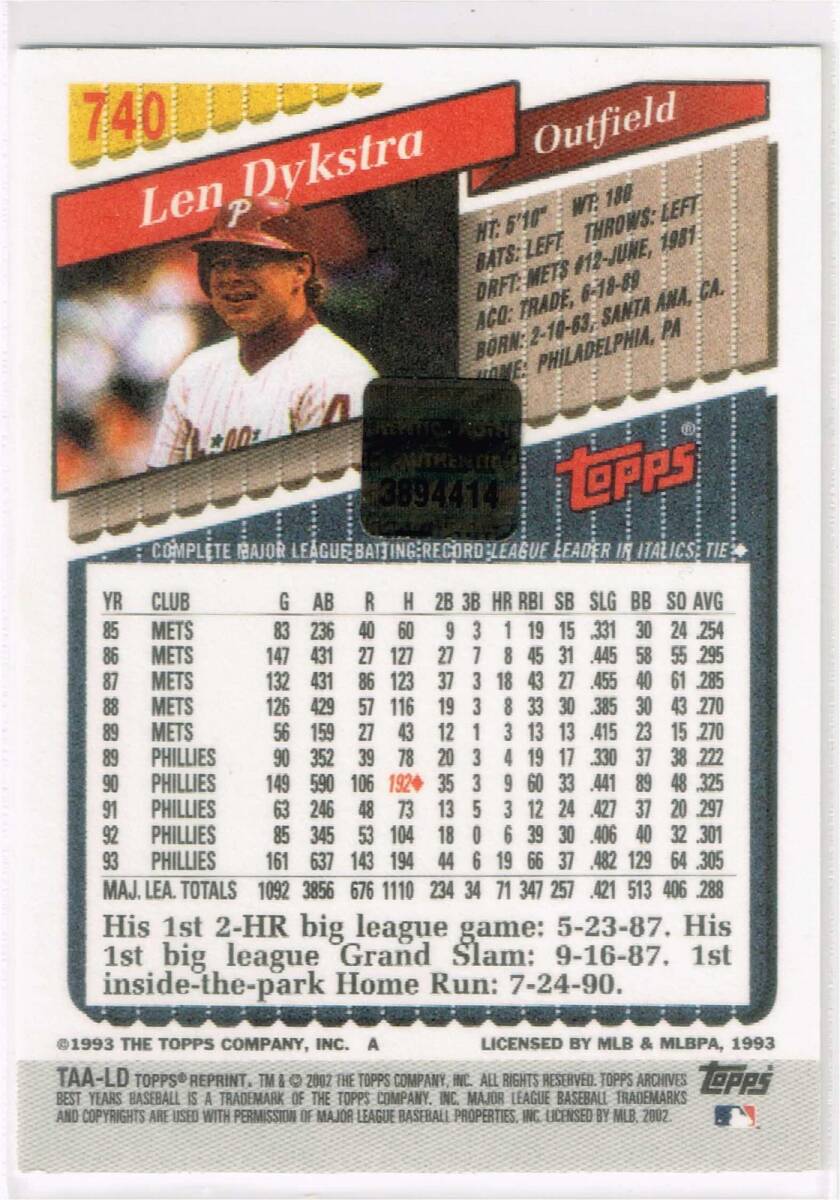 740
Len Dykstra
Outfield
P
HT: 5'10" WT: 180
BATS: LEFT THROWS: LEFT
DRFT: METS #12-JUNE, 1981
ACQ: TRADE, 6-18-89
BORN: 2-10-63, SANTA ANA, CA.
HOME: PHILADELPHIA, PA
AUTHENTIC
3894414
TOPPS®
COMPLETE MAJOR LEAGUE BATTING RECORD (LEAGUE LEADER IN ITALICS, TIE ♦
YR CLUB G AB R H 2B 3B HR RBI SB SLG BB SO AVG
85 METS 83 236 40 60 9 3 1 19 15 .331 30 24 .254
86 METS 147 431 27 127 27 7 8 45 31 .445 58 55 .295
87 METS 132 431 86 123 37 3 18 43 27 .455 40 61 .285
88 METS 126 429 57 116 19 3 8 33 30 .385 30 43 .270
89 METS 56 159 27 43 12 1 3 13 13 .415 23 15 .270
89 PHILLIES 90 352 39 78 20 3 4 19 17 .330 37 38 .222
90 PHILLIES 149 590 106 192♦ 35 3 9 60 33 .441 89 48 .325
91 PHILLIES 63 246 48 73 13 5 3 12 24 .427 37 20 .297
92 PHILLIES 85 345 53 104 18 0 6 39 30 .406 40 32 .301
93 PHILLIES 161 637 143 194 44 6 19 66 37 .482 129 64 .305
MAJ. LEA. TOTALS 1092 3856 676 1110 234 34 71 347 257 .421 513 406 .288
His 1st 2-HR big league game: 5-23-87. His
1st big league Grand Slam: 9-16-87. 1st
inside-the-park Home Run: 7-24-90.
©1993 THE TOPPS COMPANY, INC. A LICENSED BY MLB & MLBPA, 1993
TAA-LD TOPPS® REPRINT. TM & © 2002 THE TOPPS COMPANY, INC. ALL RIGHTS RESERVED. TOPPS ARCHIVES
BEST YEARS BASEBALL IS A TRADEMARK OF THE TOPPS COMPANY, INC. MAJOR LEAGUE BASEBALL TRADEMARKS
AND COPYRIGHTS ARE USED WITH PERMISSION OF MAJOR LEAGUE BASEBALL PROPERTIES, INC. LICENSED BY MLB, 2002.
TOPPS